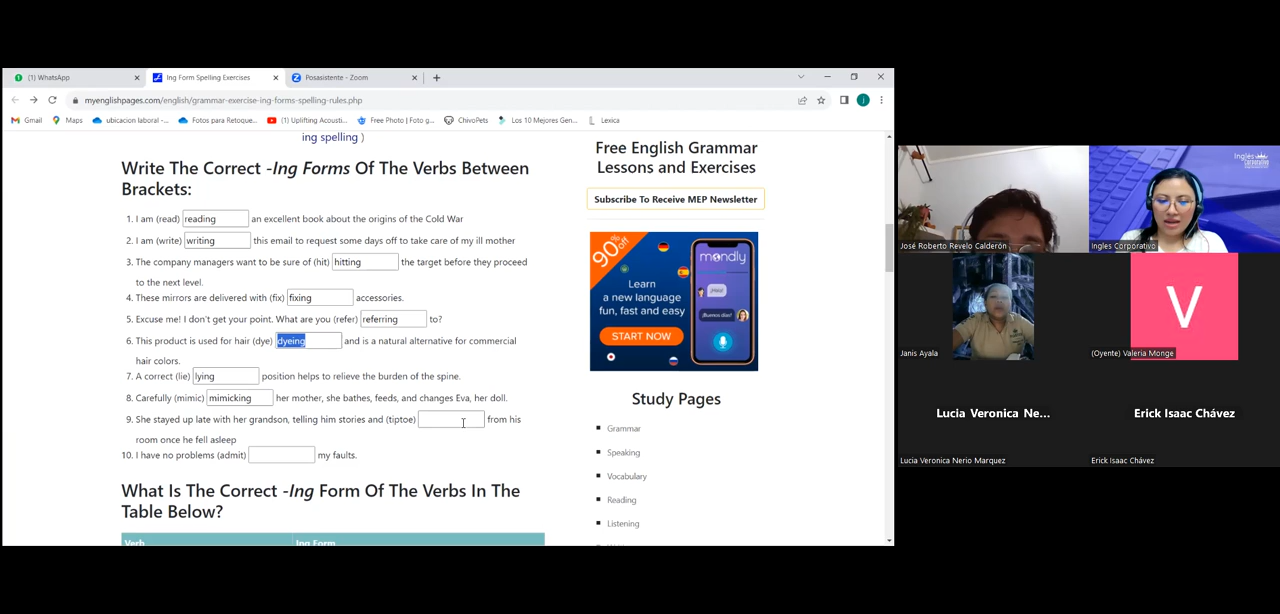 (1) WhatsApp
Ing Form Spelling Exercises
Posasistente - Zoom
myenglishpages.com/english/grammar-exercise-ing-forms-spelling-rules.php
Gmail
Maps
ubicacion laboral -...
Fotos para Retoque...
(1) Uplifting Acousti...
Free Photo | Foto g...
ChivoPets
Los 10 Mejores Gen...
Lexica
ing spelling )
Write The Correct -Ing Forms Of The Verbs Between
Brackets:
1. I am (read) reading an excellent book about the origins of the Cold War
2. I am (write) writing this email to request some days off to take care of my ill mother
3. The company managers want to be sure of (hit) hitting the target before they proceed
to the next level.
4. These mirrors are delivered with (fix) fixing accessories.
5. Excuse me! I don't get your point. What are you (refer) referring to?
6. This product is used for hair (dye) dyeing and is a natural alternative for commercial
hair colors.
7. A correct (lie) lying position helps to relieve the burden of the spine.
8. Carefully (mimic) mimicking her mother, she bathes, feeds, and changes Eva, her doll.
9. She stayed up late with her grandson, telling him stories and (tiptoe) from his
room once he fell asleep
10. I have no problems (admit) my faults.
What Is The Correct -Ing Form Of The Verbs In The
Table Below?
Verb
Ing Form
Free English Grammar
Lessons and Exercises
Subscribe To Receive MEP Newsletter
90% off
Learn
a new language
fun, fast and easy
START NOW
mondly
¡Hola!
¡Buenos días!
Study Pages
Grammar
Speaking
Vocabulary
Reading
Listening
José Roberto Revelo Calderón
Inglés
Corporativo
Ingles Corporativo
Janis Ayala
V
(Oyente) Valeria Monge
Lucia Veronica Ne...
Lucia Veronica Nerio Marquez
Erick Isaac Chávez
Erick Isaac Chávez